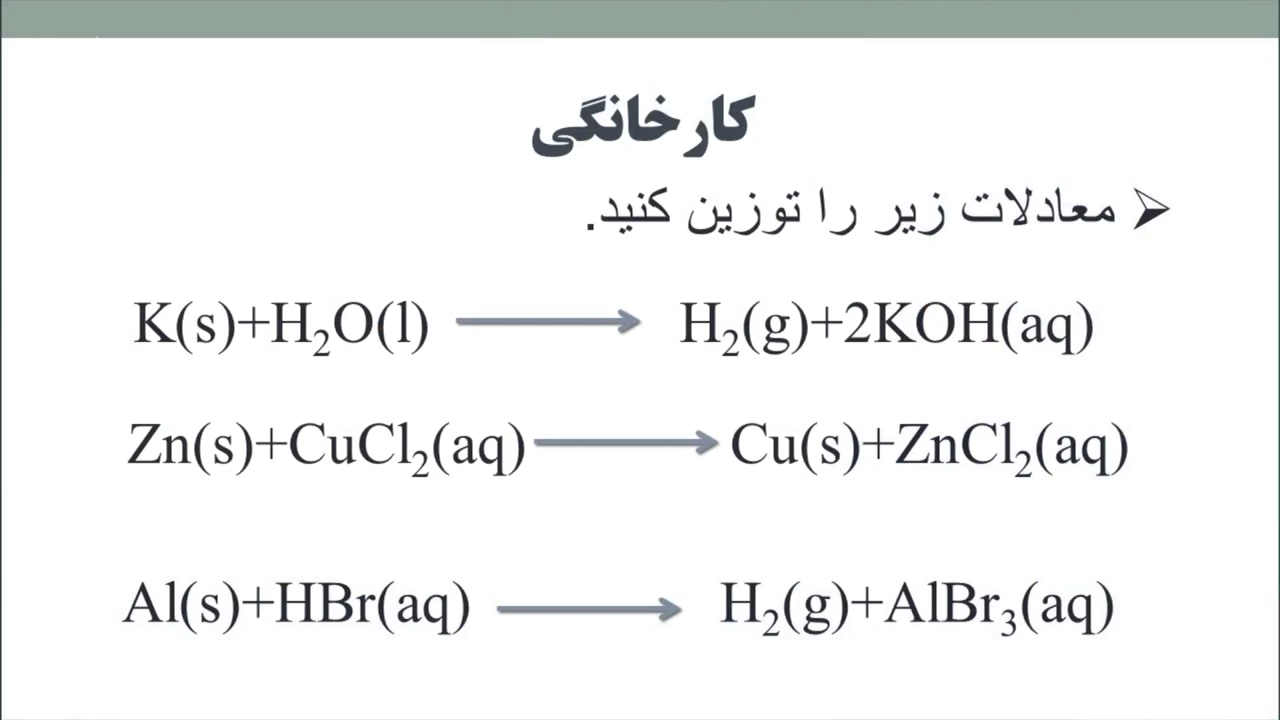 کارخانگی
➢ معادلات زیر را توزین کنید.
K(s)+H₂O(l) ⟶ H₂(g)+2KOH(aq)
Zn(s)+CuCl₂(aq) ⟶ Cu(s)+ZnCl₂(aq)
Al(s)+HBr(aq) ⟶ H₂(g)+AlBr₃(aq)